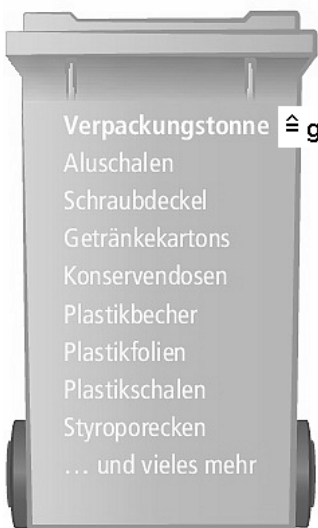 Verpackungstonne ≙ g
Aluschalen
Schraubdeckel
Getränkekartons
Konservendosen
Plastikbecher
Plastikfolien
Plastikschalen
Styroporecken
... und vieles mehr